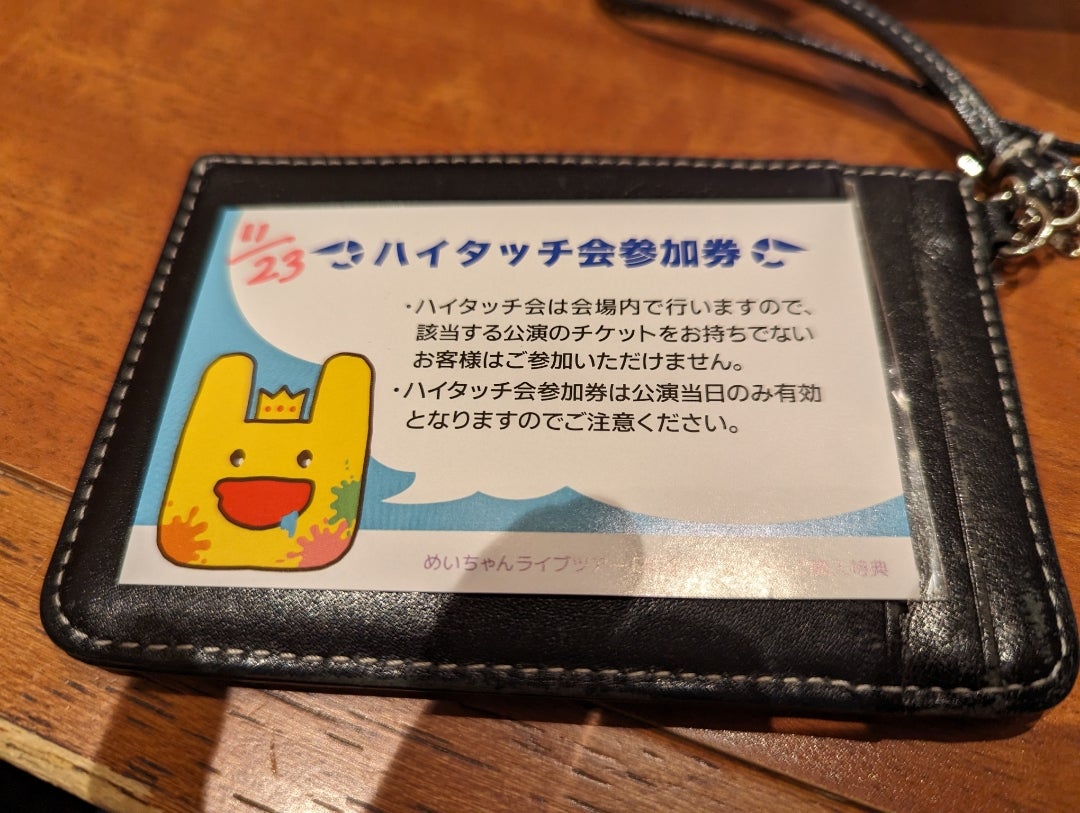 11/23
ハイタッチ会参加券
・ハイタッチ会は会場内で行いますので、
該当する公演のチケットをお持ちでない
お客様はご参加いただけません。
・ハイタッチ会参加券は公演当日のみ有効
となりますのでご注意ください。
めいちゃんライブツ
特典